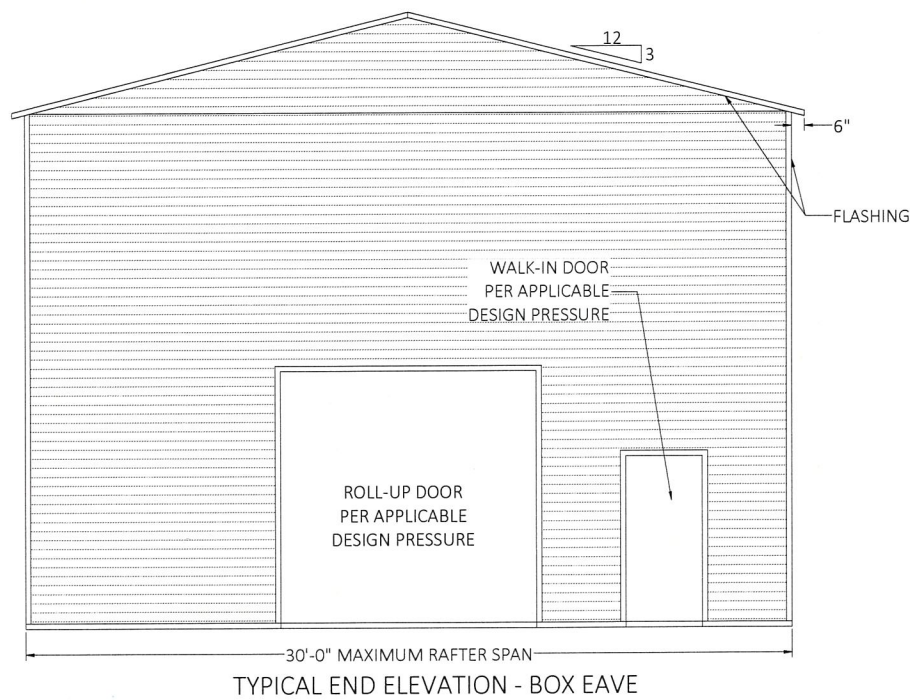 12
3
6"
FLASHING
WALK-IN DOOR
PER APPLICABLE
DESIGN PRESSURE
ROLL-UP DOOR
PER APPLICABLE
DESIGN PRESSURE
30'-0" MAXIMUM RAFTER SPAN
TYPICAL END ELEVATION - BOX EAVE